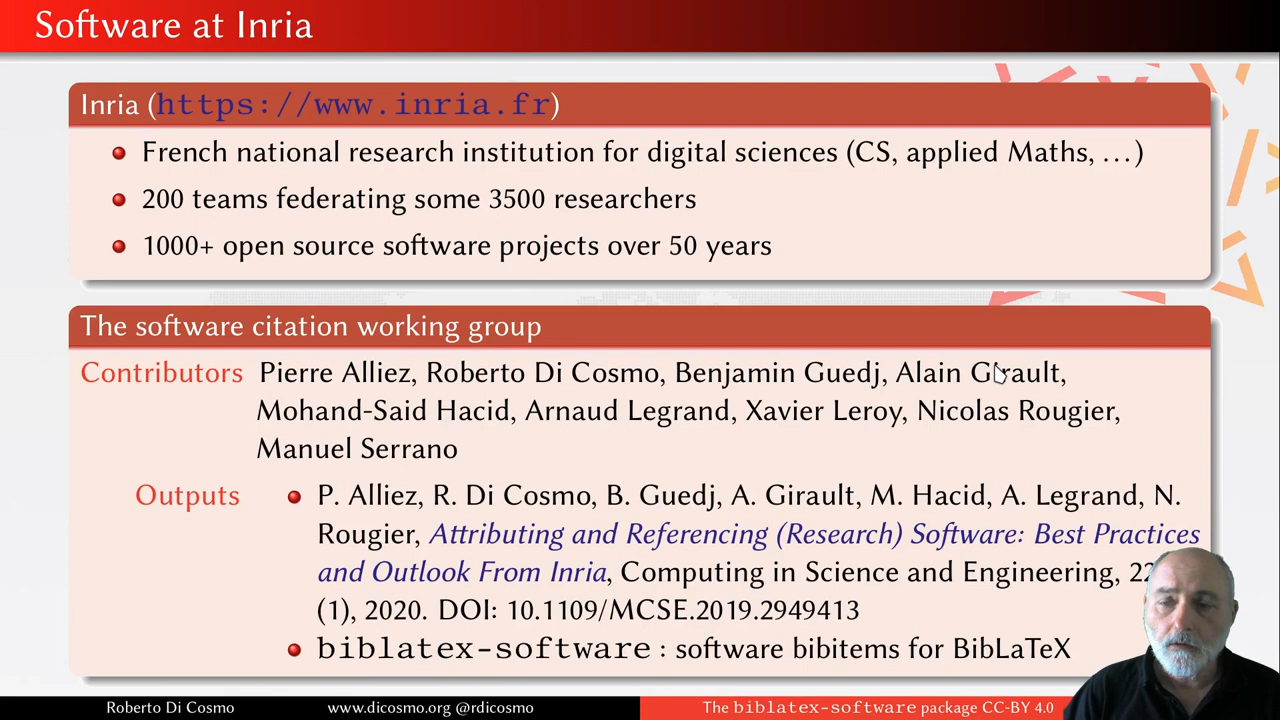 Software at Inria
Inria (https://www.inria.fr)
French national research institution for digital sciences (CS, applied Maths, …)
200 teams federating some 3500 researchers
1000+ open source software projects over 50 years
The software citation working group
Contributors Pierre Alliez, Roberto Di Cosmo, Benjamin Guedj, Alain Girault,
Mohand-Said Hacid, Arnaud Legrand, Xavier Leroy, Nicolas Rougier,
Manuel Serrano
Outputs P. Alliez, R. Di Cosmo, B. Guedj, A. Girault, M. Hacid, A. Legrand, N.
Rougier, Attributing and Referencing (Research) Software: Best Practices
and Outlook From Inria, Computing in Science and Engineering, 22
(1), 2020. DOI: 10.1109/MCSE.2019.2949413
biblatex-software : software bibitems for BibLaTeX
Roberto Di Cosmo www.dicosmo.org @rdicosmo The biblatex-software package CC-BY 4.0